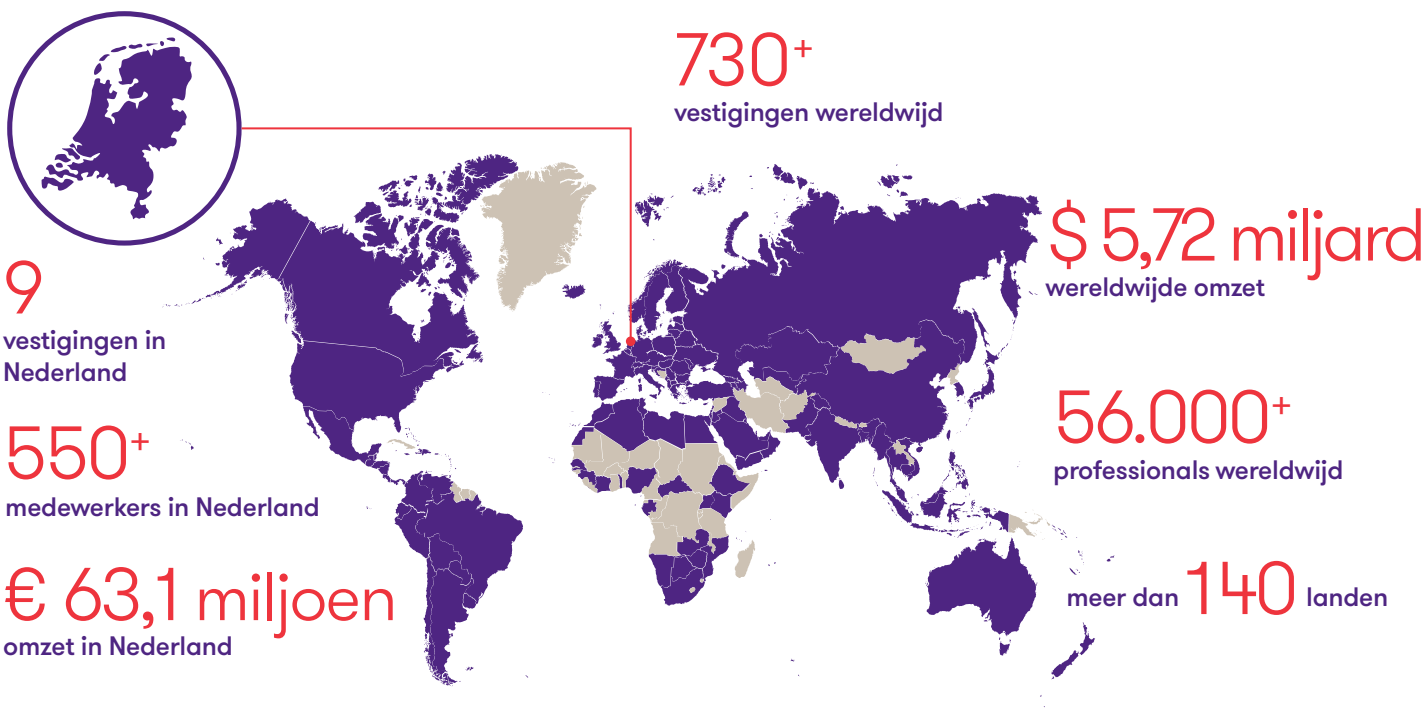 730+
vestigingen wereldwijd
$ 5,72 miljard
wereldwijde omzet
9
vestigingen in
Nederland
56.000+
professionals wereldwijd
550+
medewerkers in Nederland
€ 63,1 miljoen
omzet in Nederland
meer dan 140 landen